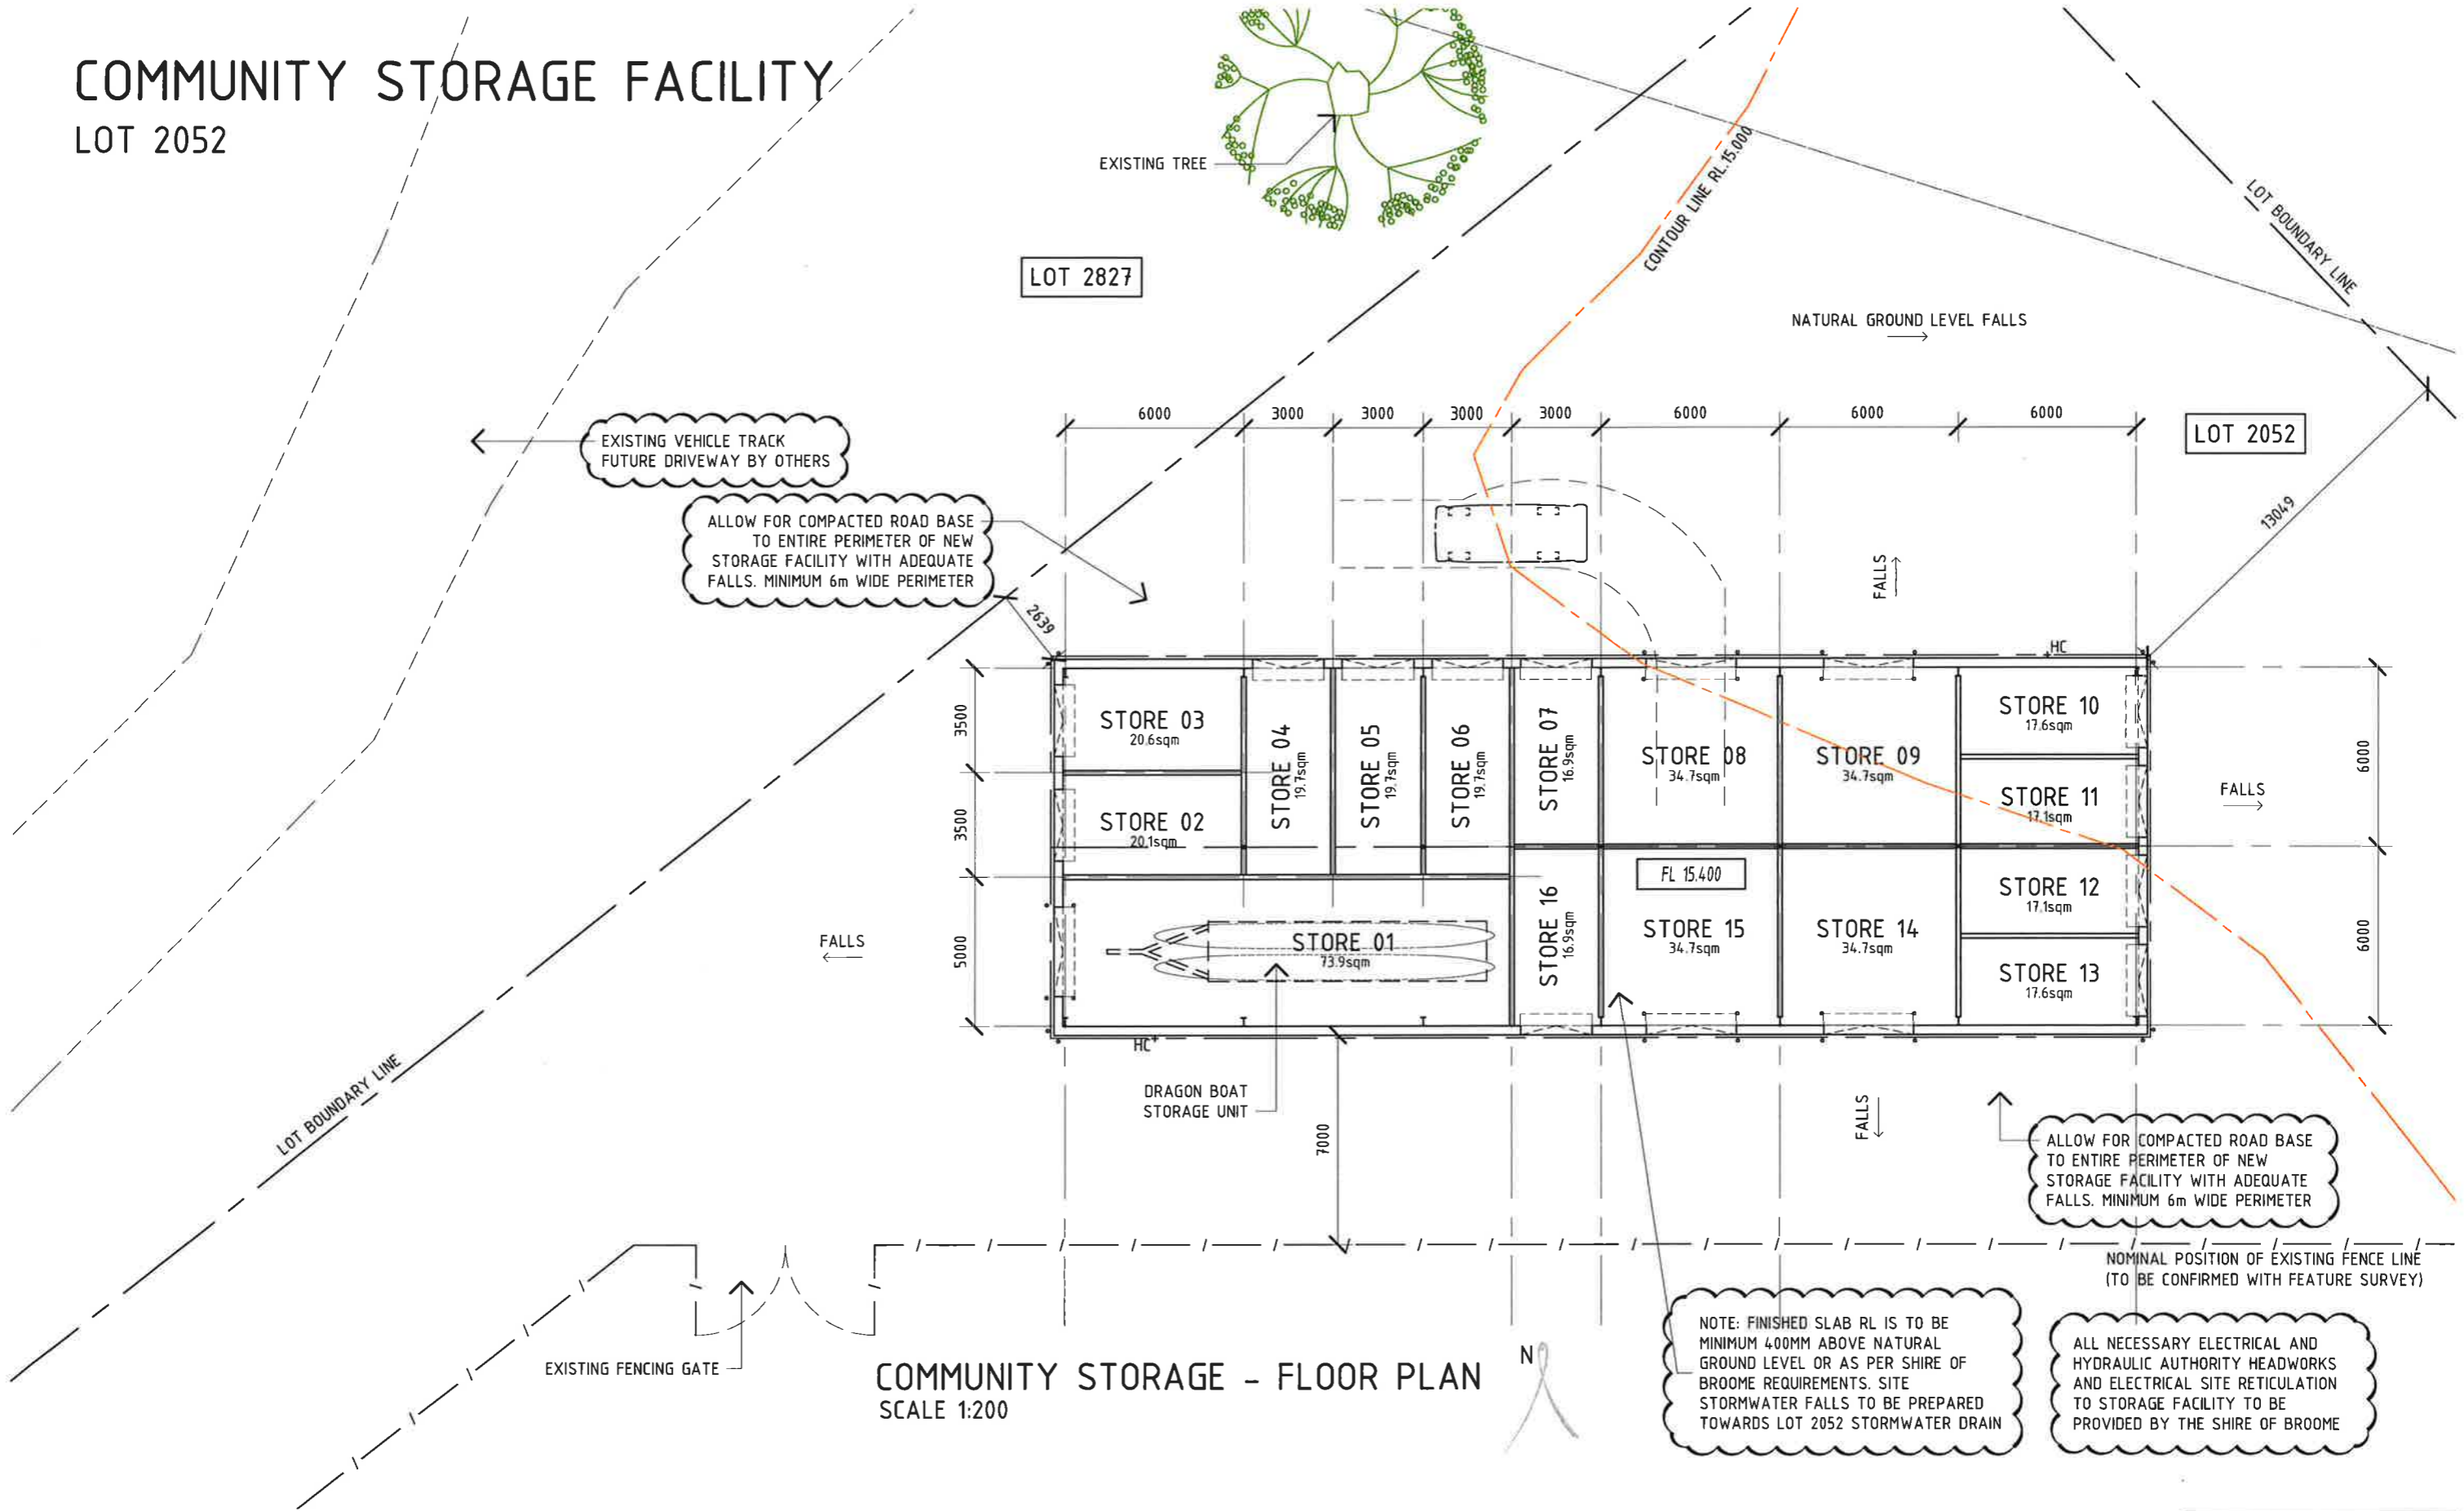 COMMUNITY STORAGE FACILITY
LOT 2052
EXISTING TREE
CONTOUR LINE RL.15.000
LOT BOUNDARY LINE
LOT 2827
NATURAL GROUND LEVEL FALLS
6000
3000
3000
3000
3000
6000
6000
6000
LOT 2052
EXISTING VEHICLE TRACK
FUTURE DRIVEWAY BY OTHERS
ALLOW FOR COMPACTED ROAD BASE
TO ENTIRE PERIMETER OF NEW
STORAGE FACILITY WITH ADEQUATE
FALLS. MINIMUM 6m WIDE PERIMETER
2639
13049
FALLS
HC
3500
3500
5000
STORE 03
20.6sqm
STORE 02
20.1sqm
STORE 04
19.7sqm
STORE 05
19.7sqm
STORE 06
19.7sqm
STORE 07
16.9sqm
STORE 08
34.7sqm
STORE 09
34.7sqm
STORE 10
17.6sqm
STORE 11
17.1sqm
6000
6000
FALLS
FL 15.400
STORE 12
17.1sqm
STORE 13
17.6sqm
STORE 01
73.9sqm
STORE 16
16.9sqm
STORE 15
34.7sqm
STORE 14
34.7sqm
FALLS
HC
DRAGON BOAT
STORAGE UNIT
7000
FALLS
LOT BOUNDARY LINE
ALLOW FOR COMPACTED ROAD BASE
TO ENTIRE PERIMETER OF NEW
STORAGE FACILITY WITH ADEQUATE
FALLS. MINIMUM 6m WIDE PERIMETER
NOMINAL POSITION OF EXISTING FENCE LINE
(TO BE CONFIRMED WITH FEATURE SURVEY)
EXISTING FENCING GATE
COMMUNITY STORAGE - FLOOR PLAN
SCALE 1:200
N
NOTE: FINISHED SLAB RL IS TO BE
MINIMUM 400MM ABOVE NATURAL
GROUND LEVEL OR AS PER SHIRE OF
BROOME REQUIREMENTS. SITE
STORMWATER FALLS TO BE PREPARED
TOWARDS LOT 2052 STORMWATER DRAIN
ALL NECESSARY ELECTRICAL AND
HYDRAULIC AUTHORITY HEADWORKS
AND ELECTRICAL SITE RETICULATION
TO STORAGE FACILITY TO BE
PROVIDED BY THE SHIRE OF BROOME